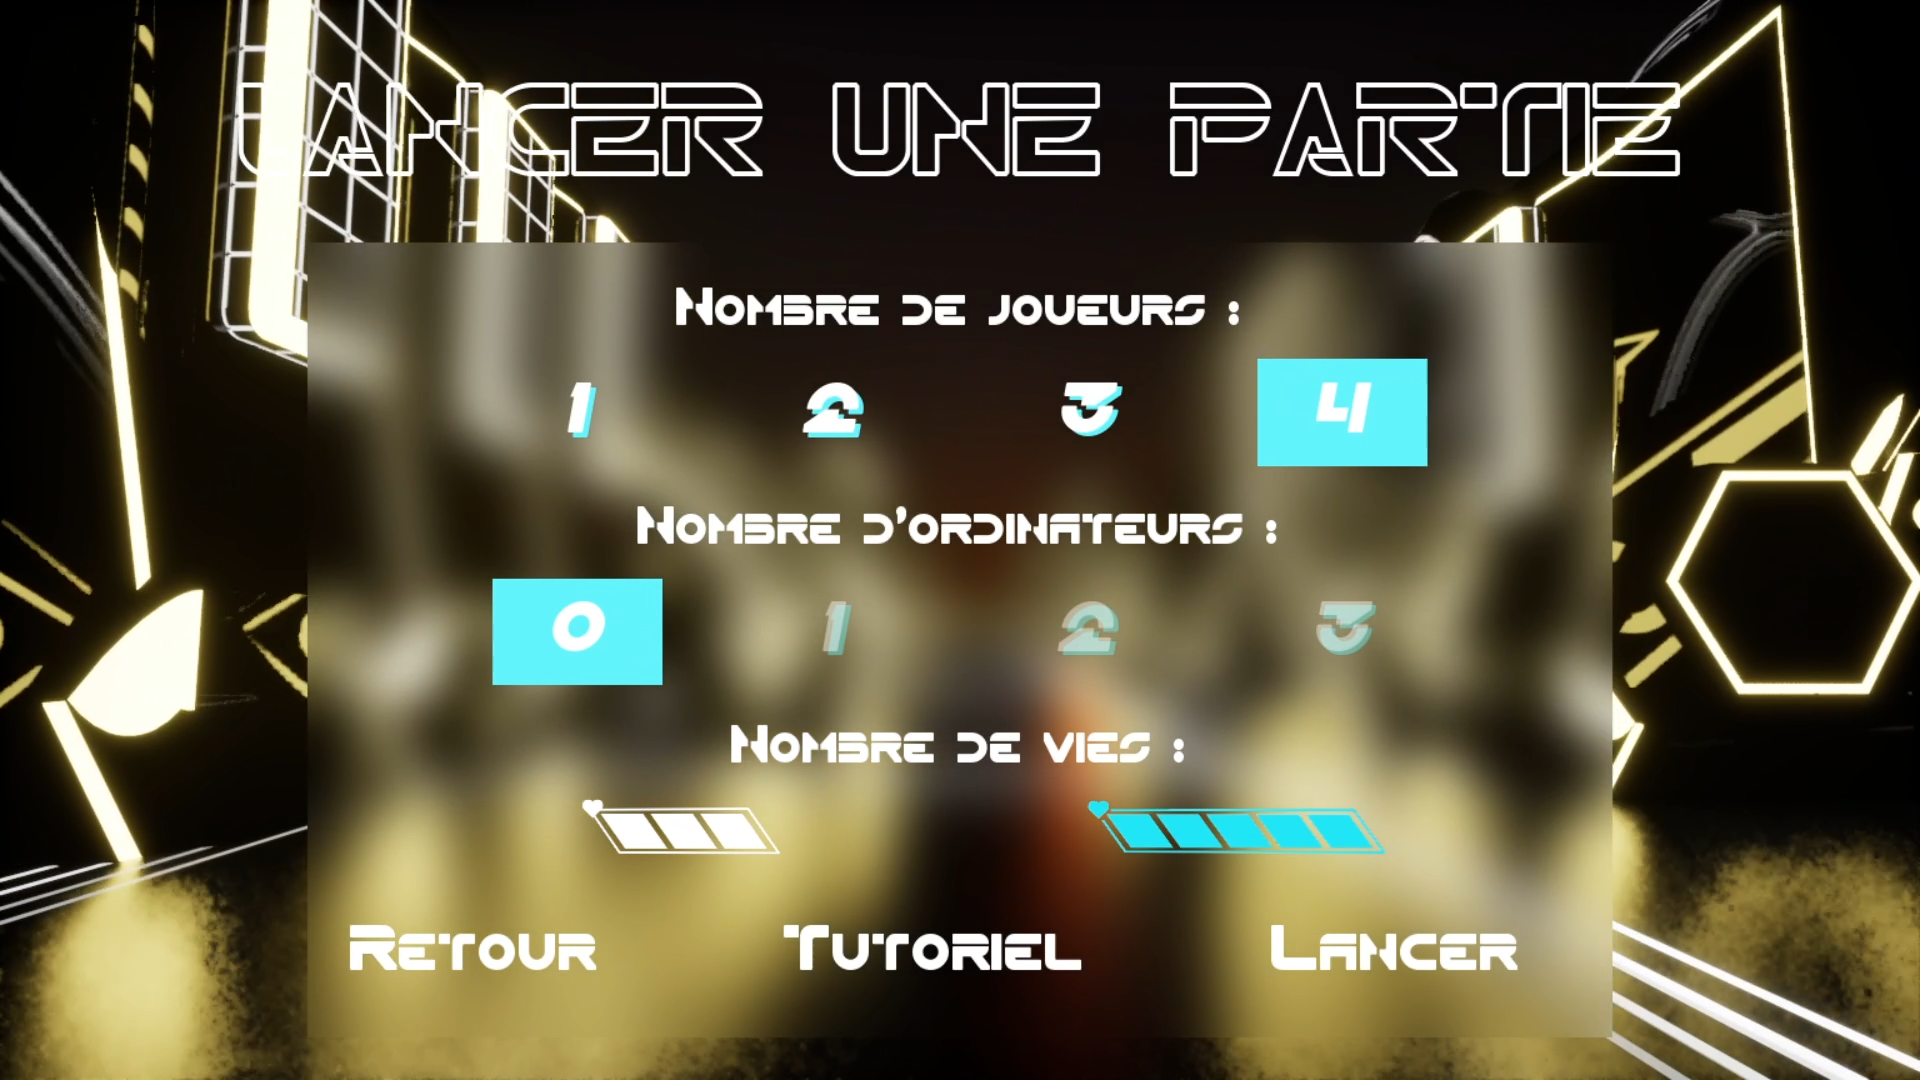 LANCER UNE PARTIE
Nombre de joueurs :
1 2 3 4
Nombre d'ordinateurs :
0 1 2 3
Nombre de vies :
Retour Tutoriel Lancer